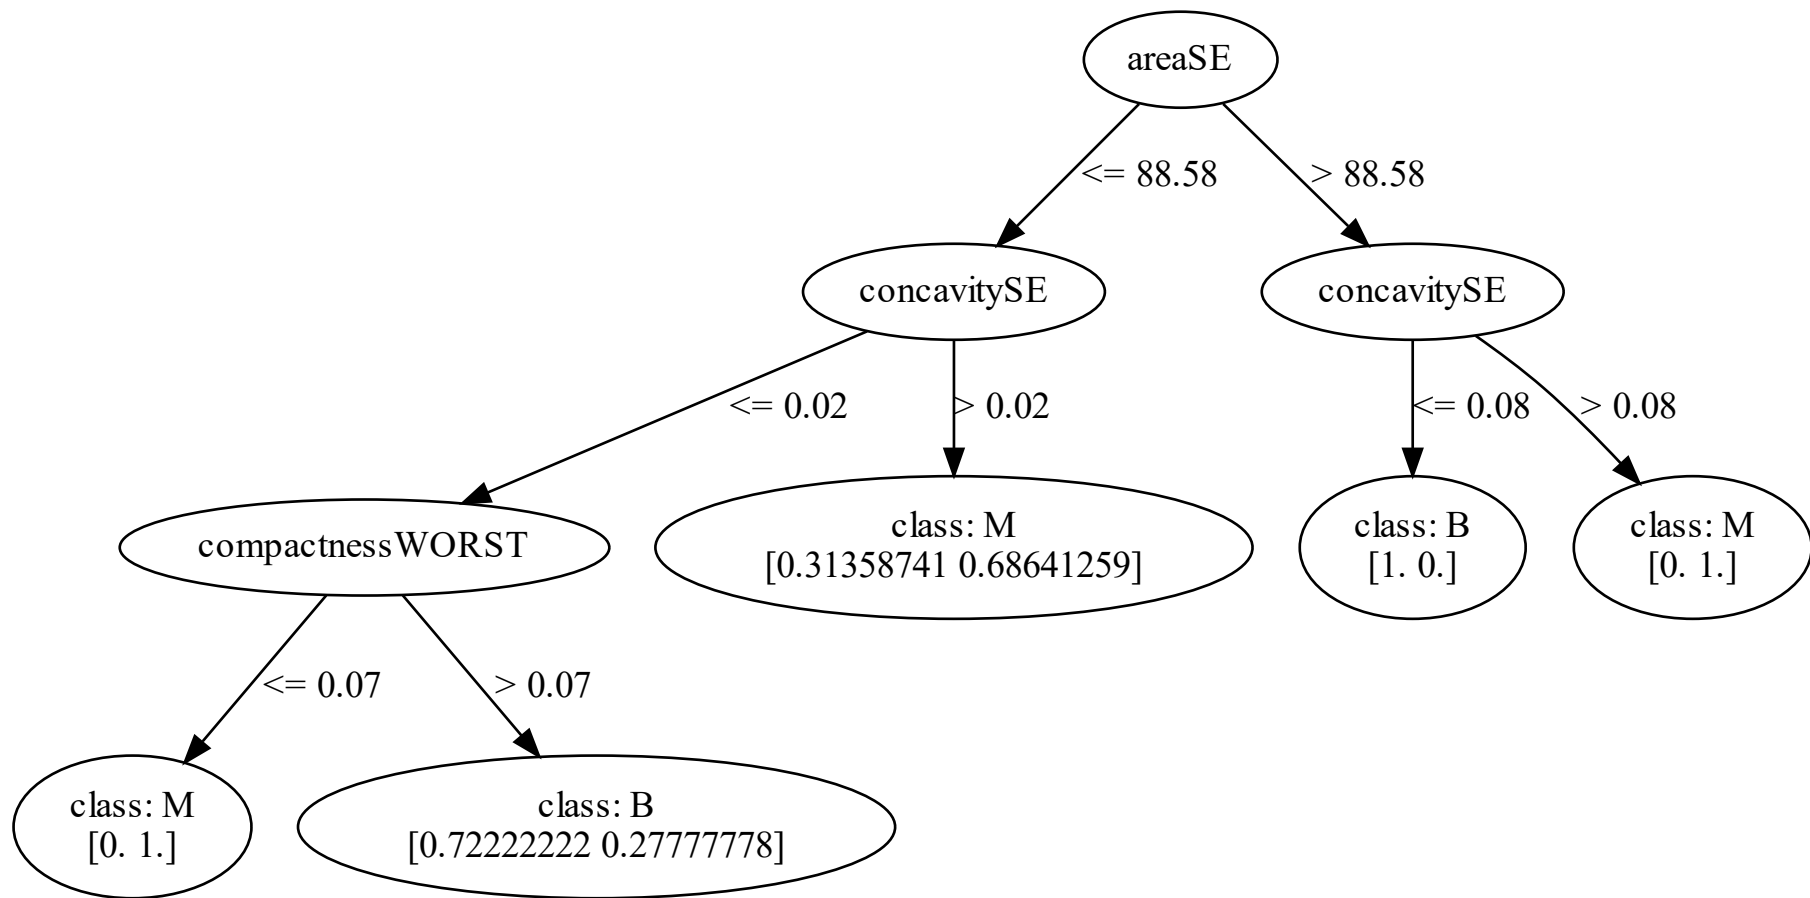 areaSE
<= 88.58
> 88.58
concavitySE
concavitySE
<= 0.02
> 0.02
<= 0.08
> 0.08
compactnessWORST
class: M
[0.31358741 0.68641259]
class: B
[1. 0.]
class: M
[0. 1.]
<= 0.07
> 0.07
class: M
[0. 1.]
class: B
[0.72222222 0.27777778]